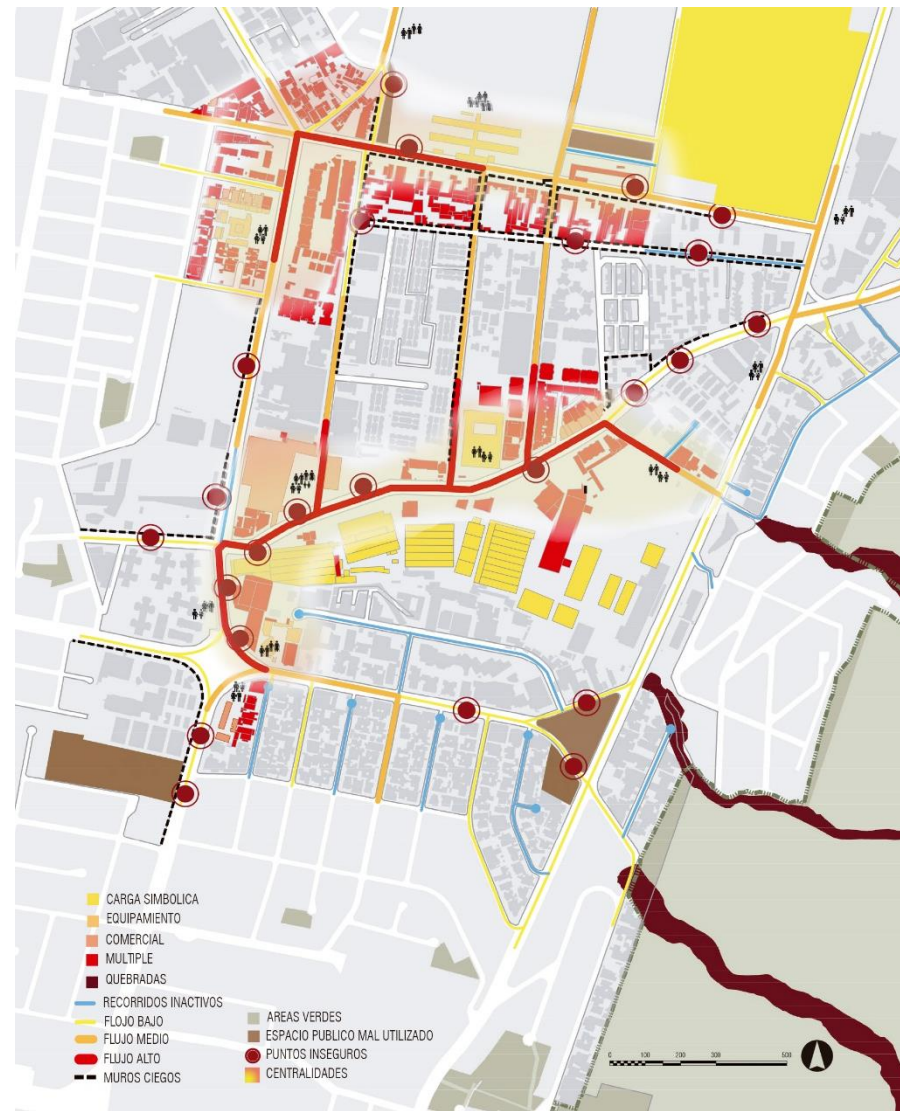 CARGA SIMBOLICA
EQUIPAMIENTO
COMERCIAL
MULTIPLE
QUEBRADAS
RECORRIDOS INACTIVOS
FLOJO BAJO
FLUJO MEDIO
FLUJO ALTO
MUROS CIEGOS
AREAS VERDES
ESPACIO PUBLICO MAL UTILIZADO
PUNTOS INSEGUROS
CENTRALIDADES
0 100 200 300 500